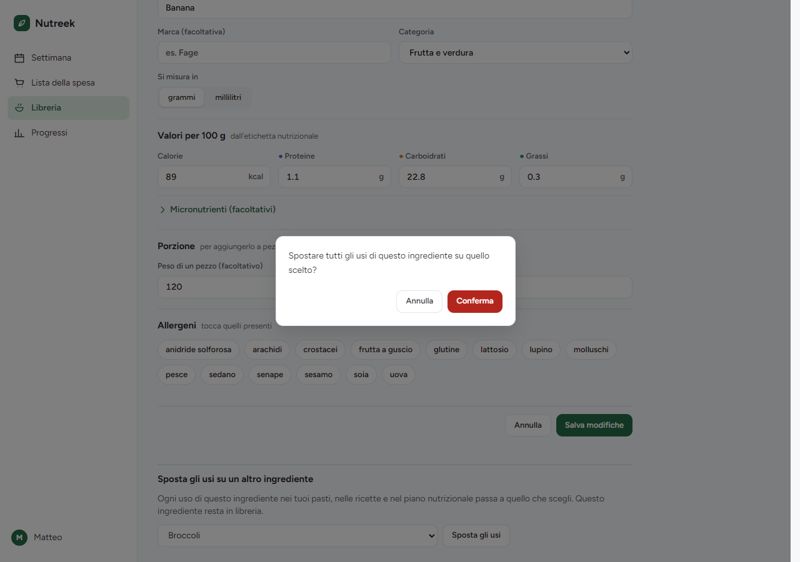 Nutreek
Settimana
Lista della spesa
Libreria
Progressi
Banana
Marca (facoltativa)
Categoria
es. Fage
Frutta e verdura
Si misura in
grammi
millilitri
Valori per 100 g dall'etichetta nutrizionale
Calorie
Proteine
Carboidrati
Grassi
89 kcal
1.1 g
22.8 g
0.3 g
Micronutrienti (facoltativi)
Porzione per aggiungerlo a
Peso di un pezzo (facoltativo)
120
Spostare tutti gli usi di questo ingrediente su quello
scelto?
Annulla
Conferma
Allergeni tocca quelli presenti
anidride solforosa arachidi crostacei frutta a guscio glutine lattosio lupino molluschi
pesce sedano senape sesamo soia uova
Annulla
Salva modifiche
Sposta gli usi su un altro ingrediente
Ogni uso di questo ingrediente nei tuoi pasti, nelle ricette e nel piano nutrizionale passa a quello che scegli. Questo
ingrediente resta in libreria.
Broccoli
Sposta gli usi
M Matteo